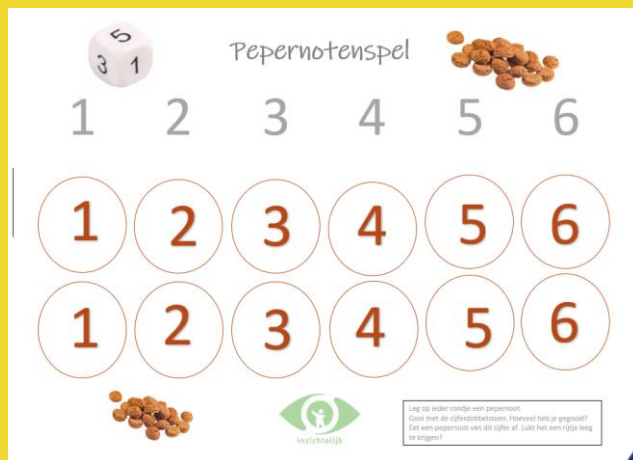 Pepernotenspel
5
3 1
1 2 3 4 5 6
1 2 3 4 5 6
1 2 3 4 5 6
inzichtelijk
Leg op ieder rondje een pepernoot.
Gooi met de cijferdobbelsteen. Hoeveel heb je gegooid?
Eet een pepernoot van dit cijfer af. Lukt het een rijtje leeg
te krijgen?